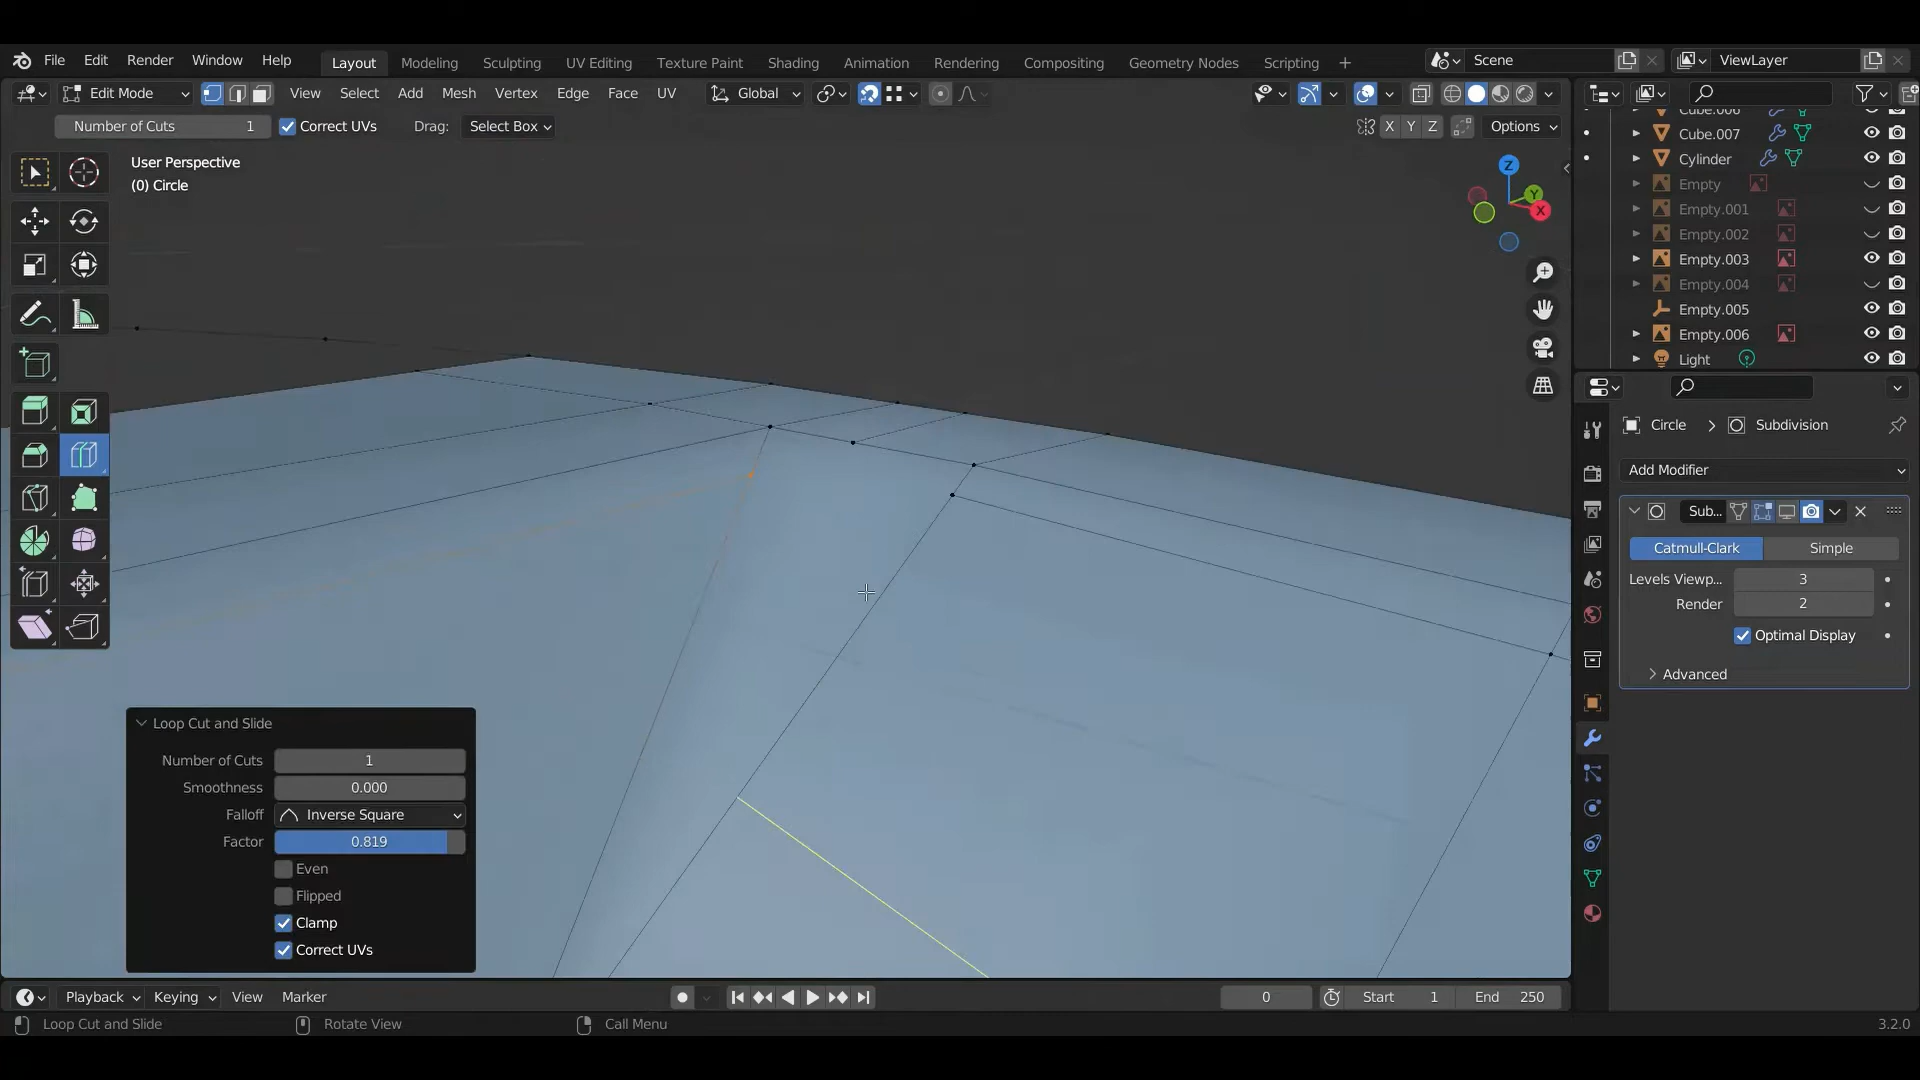 File Edit Render Window Help Layout Modeling Sculpting UV Editing Texture Paint Shading Animation Rendering Compositing Geometry Nodes Scripting + Scene ViewLayer
Edit Mode View Select Add Mesh Vertex Edge Face UV Global
Number of Cuts 1 Correct UVs Drag: Select Box X Y Z Options
User Perspective
(0) Circle
Z
Y
X
Cube.006
Cube.007
Cylinder
Empty
Empty.001
Empty.002
Empty.003
Empty.004
Empty.005
Empty.006
Light
Circle > Subdivision
Add Modifier
Sub...
Catmull-Clark Simple
Levels Viewp... 3
Render 2
Optimal Display
Advanced
Loop Cut and Slide
Number of Cuts 1
Smoothness 0.000
Falloff Inverse Square
Factor 0.819
Even
Flipped
Clamp
Correct UVs
Playback Keying View Marker 0 Start 1 End 250
Loop Cut and Slide Rotate View Call Menu 3.2.0